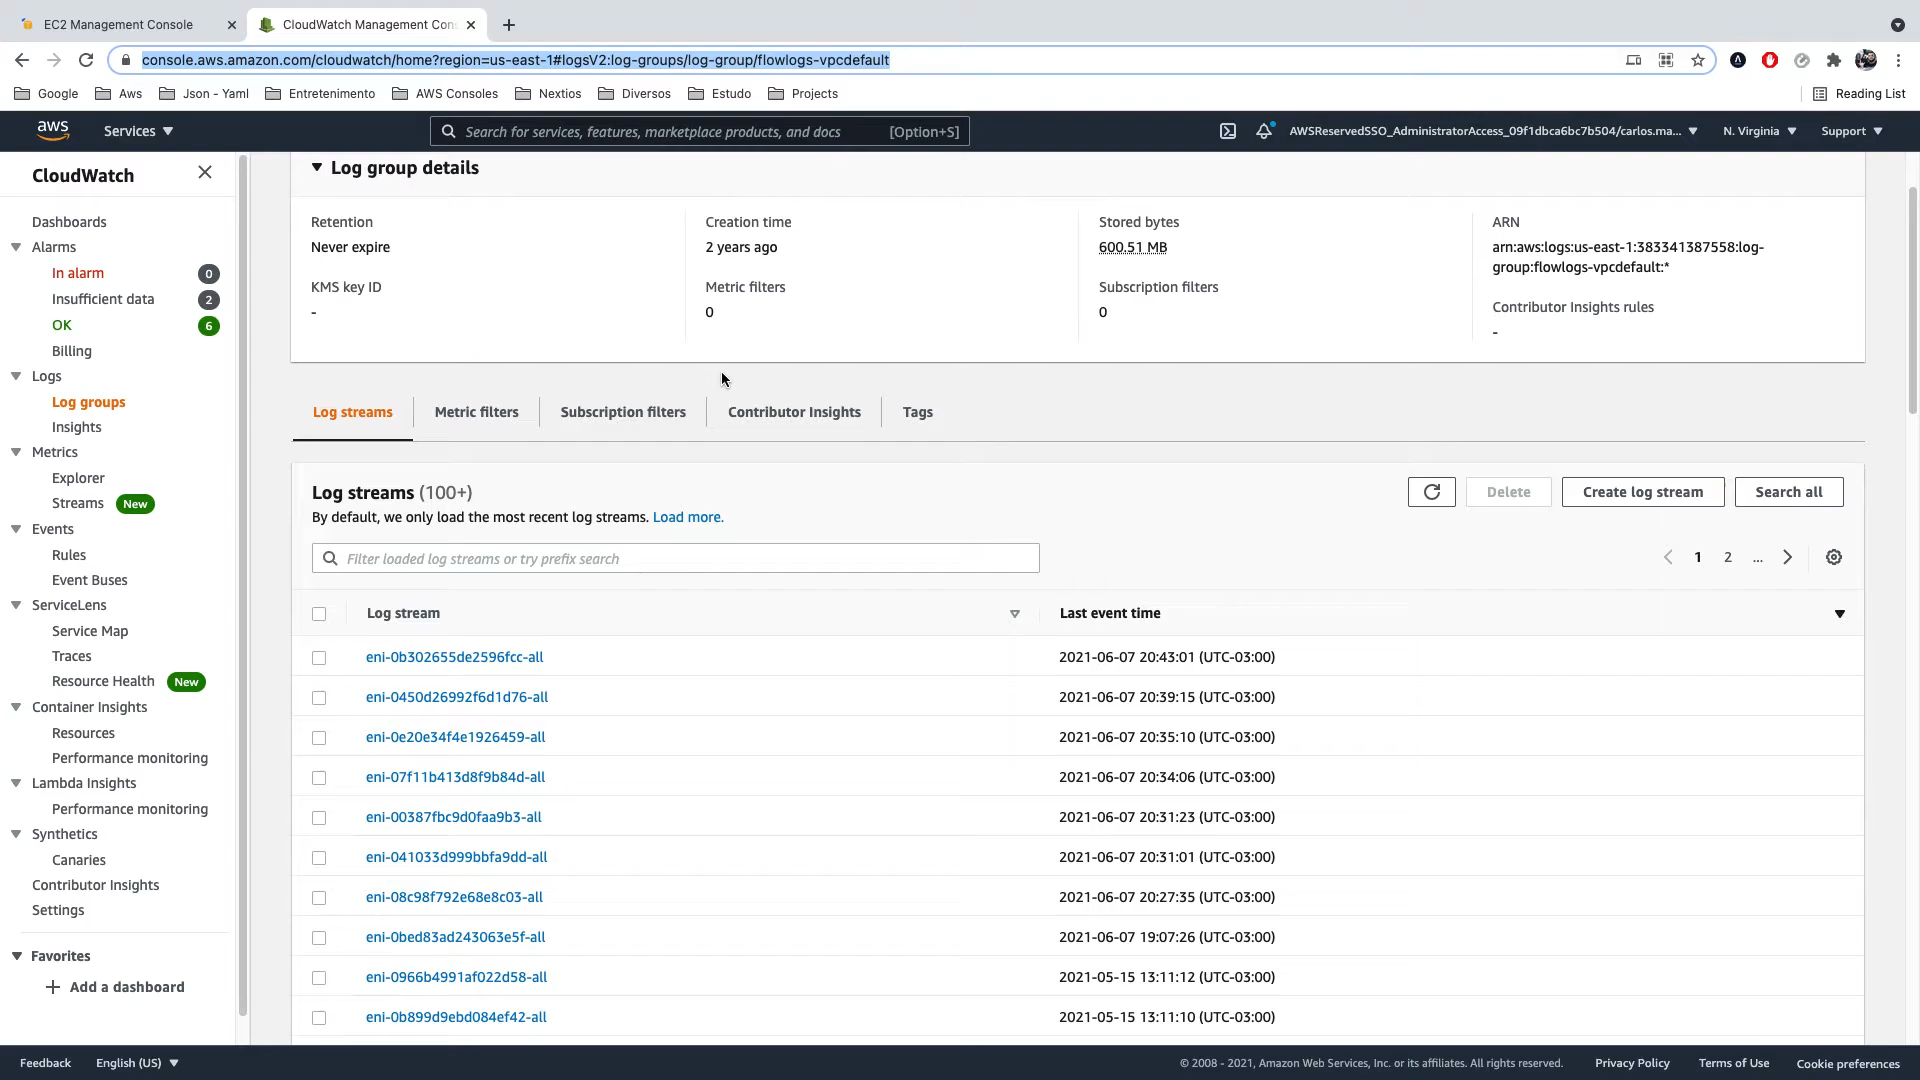 EC2 Management Console
CloudWatch Management Con
console.aws.amazon.com/cloudwatch/home?region=us-east-1#logsV2:log-groups/log-group/flowlogs-vpcdefault
Google Aws Json - Yaml Entretenimento AWS Consoles Nextios Diversos Estudo Projects Reading List
aws Services Search for services, features, marketplace products, and docs [Option+S] AWSReservedSSO_AdministratorAccess_09f1dbca6bc7b504/carlos.ma... N. Virginia Support
CloudWatch
Dashboards
Alarms
In alarm 0
Insufficient data 2
OK 6
Billing
Logs
Log groups
Insights
Metrics
Explorer
Streams New
Events
Rules
Event Buses
ServiceLens
Service Map
Traces
Resource Health New
Container Insights
Resources
Performance monitoring
Lambda Insights
Performance monitoring
Synthetics
Canaries
Contributor Insights
Settings
Favorites
Add a dashboard
Log group details
Retention
Never expire
KMS key ID
-
Creation time
2 years ago
Metric filters
0
Stored bytes
600.51 MB
Subscription filters
0
ARN
arn:aws:logs:us-east-1:383341387558:log-
group:flowlogs-vpcdefault:*
Contributor Insights rules
-
Log streams Metric filters Subscription filters Contributor Insights Tags
Log streams (100+)
By default, we only load the most recent log streams. Load more.
Delete Create log stream Search all
Filter loaded log streams or try prefix search
1 2 ...
Log stream Last event time
eni-0b302655de2596fcc-all 2021-06-07 20:43:01 (UTC-03:00)
eni-0450d26992f6d1d76-all 2021-06-07 20:39:15 (UTC-03:00)
eni-0e20e34f4e1926459-all 2021-06-07 20:35:10 (UTC-03:00)
eni-07f11b413d8f9b84d-all 2021-06-07 20:34:06 (UTC-03:00)
eni-00387fbc9d0faa9b3-all 2021-06-07 20:31:23 (UTC-03:00)
eni-041033d999bbfa9dd-all 2021-06-07 20:31:01 (UTC-03:00)
eni-08c98f792e68e8c03-all 2021-06-07 20:27:35 (UTC-03:00)
eni-0bed83ad243063e5f-all 2021-06-07 19:07:26 (UTC-03:00)
eni-0966b4991af022d58-all 2021-05-15 13:11:12 (UTC-03:00)
eni-0b899d9ebd084ef42-all 2021-05-15 13:11:10 (UTC-03:00)
Feedback English (US) © 2008 - 2021, Amazon Web Services, Inc. or its affiliates. All rights reserved. Privacy Policy Terms of Use Cookie preferences